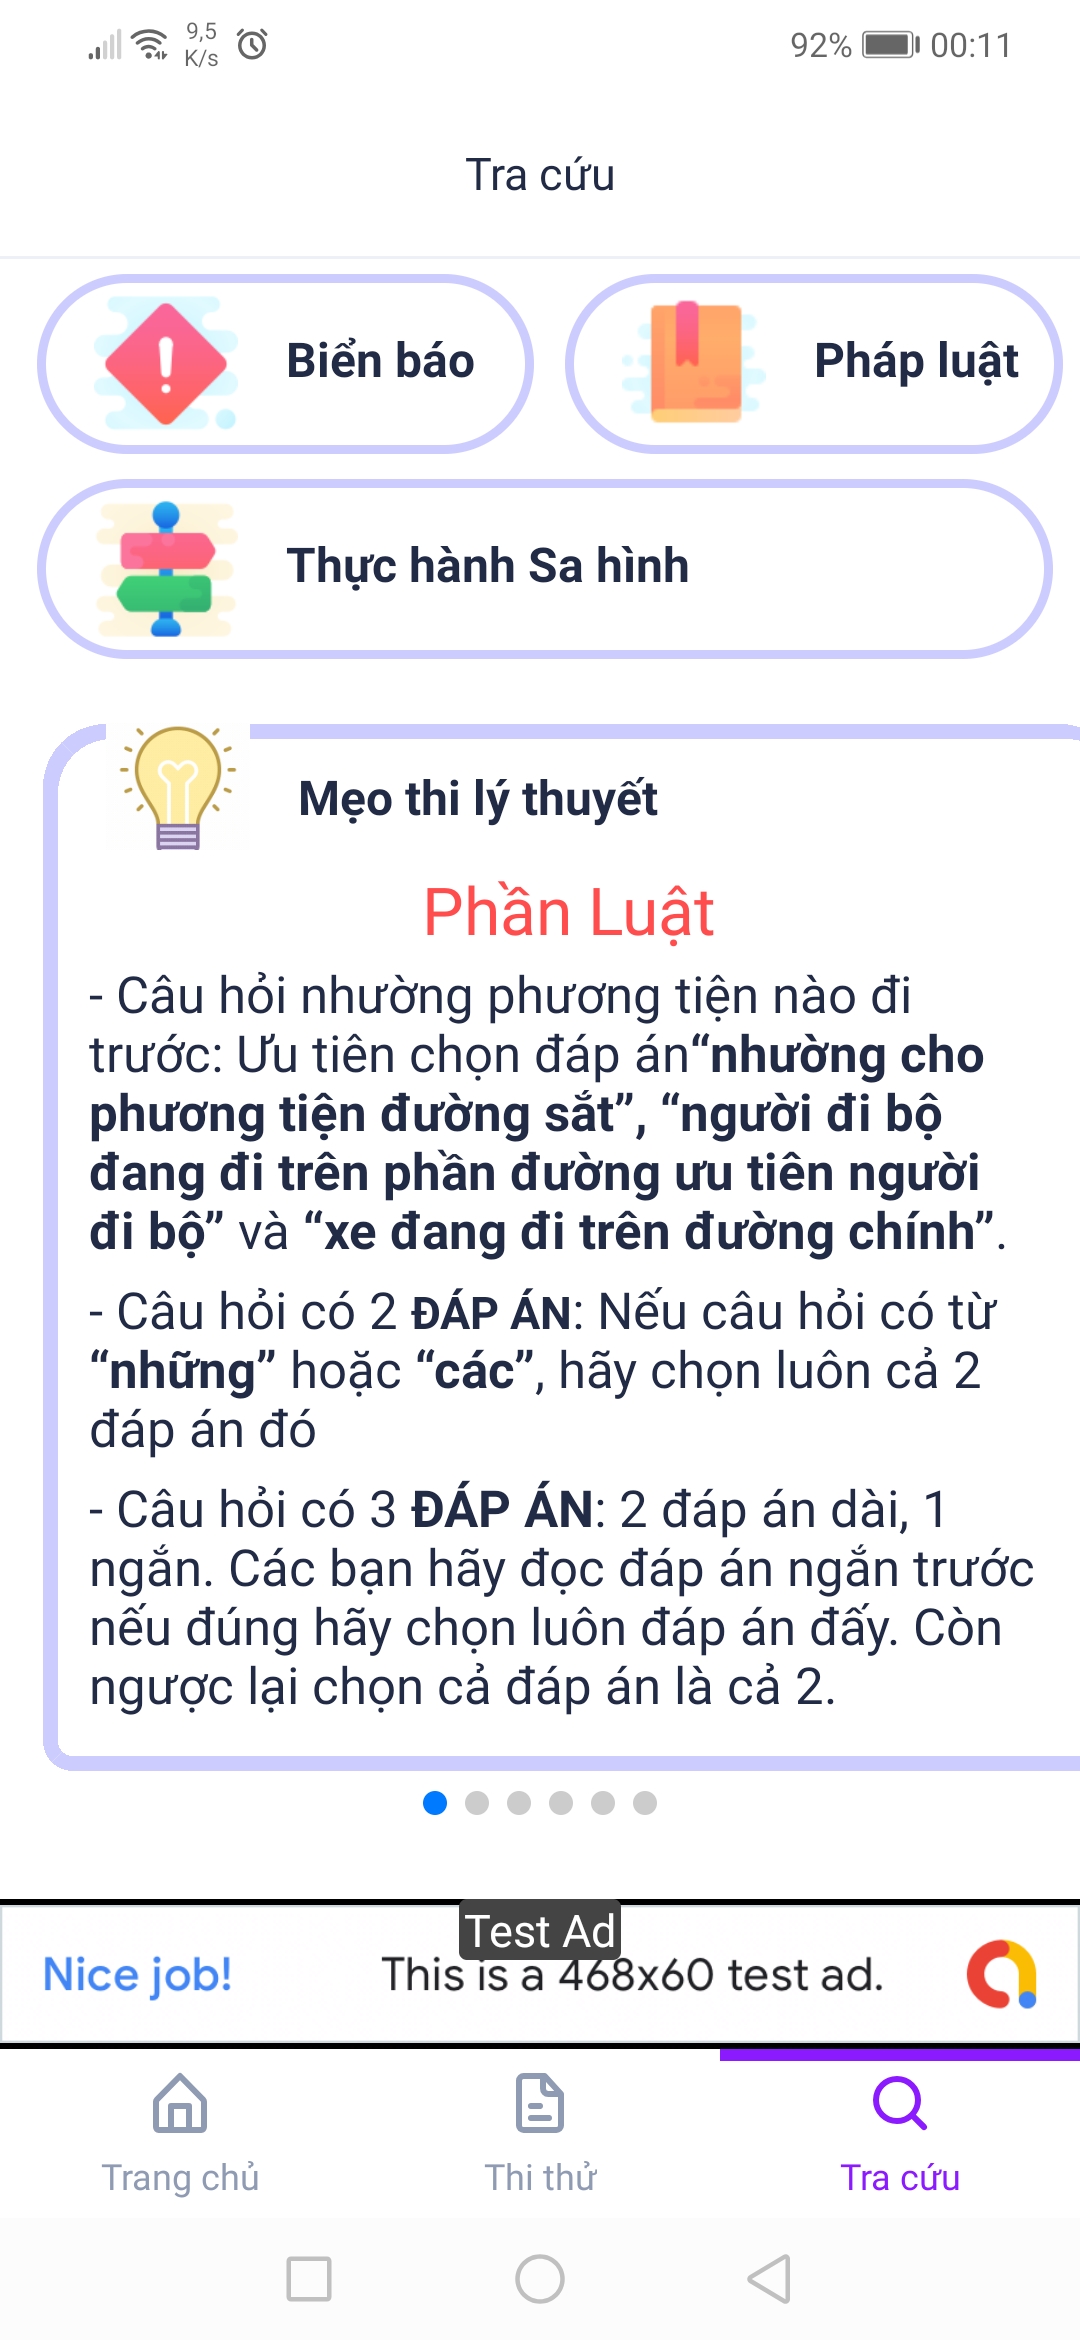 9,5
K/s
92%
00:11
Tra cứu
Biển báo
Pháp luật
Thực hành Sa hình
Mẹo thi lý thuyết
Phần Luật
- Câu hỏi nhường phương tiện nào đi
trước: Ưu tiên chọn đáp án“nhường cho
phương tiện đường sắt”, “người đi bộ
đang đi trên phần đường ưu tiên người
đi bộ” và “xe đang đi trên đường chính”.
- Câu hỏi có 2 ĐÁP ÁN: Nếu câu hỏi có từ
“những” hoặc “các”, hãy chọn luôn cả 2
đáp án đó
- Câu hỏi có 3 ĐÁP ÁN: 2 đáp án dài, 1
ngắn. Các bạn hãy đọc đáp án ngắn trước
nếu đúng hãy chọn luôn đáp án đấy. Còn
ngược lại chọn cả đáp án là cả 2.
Test Ad
Nice job!
This is a 468x60 test ad.
Trang chủ
Thi thử
Tra cứu